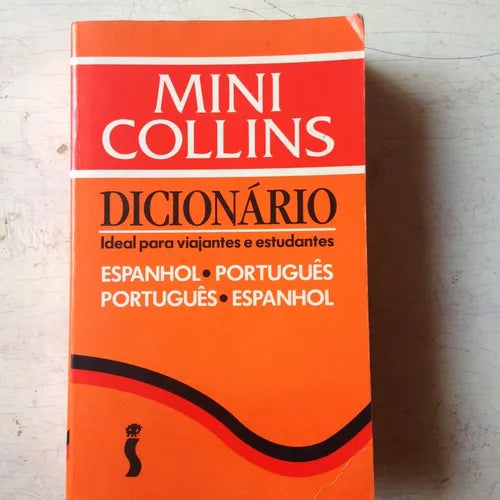 MINI
COLLINS
DICIONÁRIO
Ideal para viajantes e estudantes
ESPANHOL • PORTUGUÊS
PORTUGUÊS • ESPANHOL